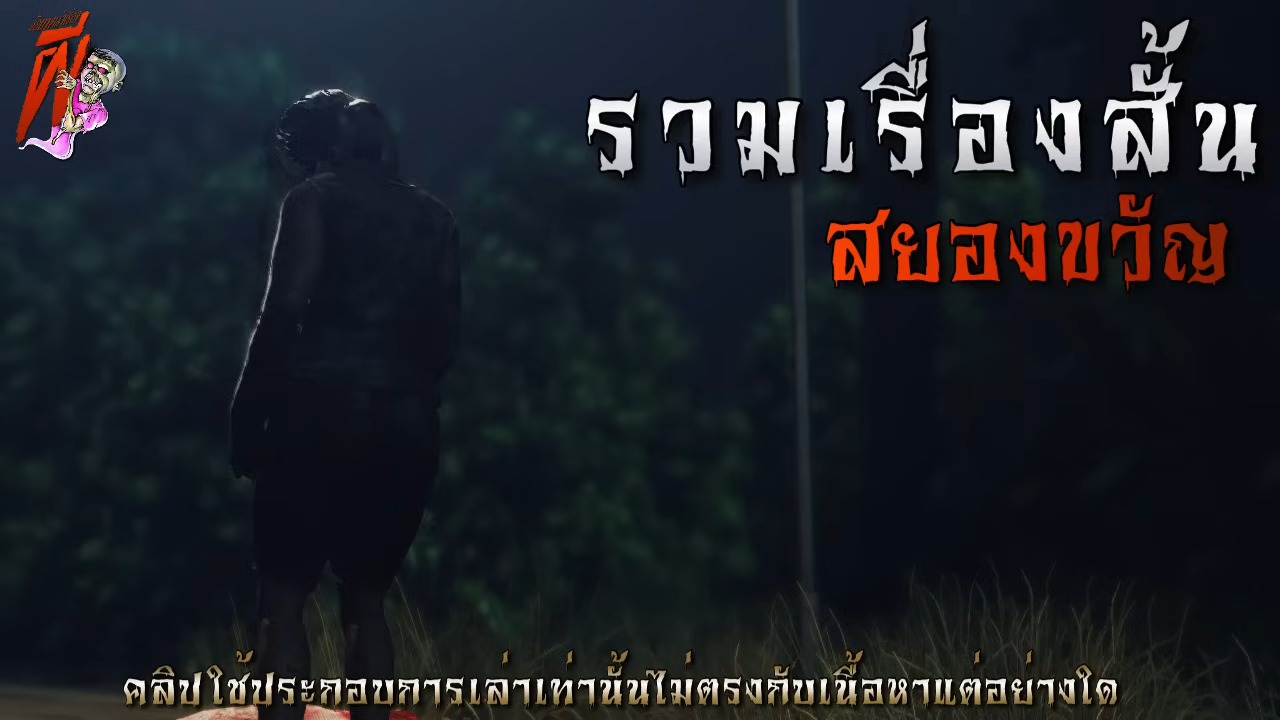 ผี
รวมเรื่องสั้น
สยองขวัญ
คลิปใช้ประกอบการเล่าเท่านั้นไม่ตรงกับเนื้อหาแต่อย่างใด